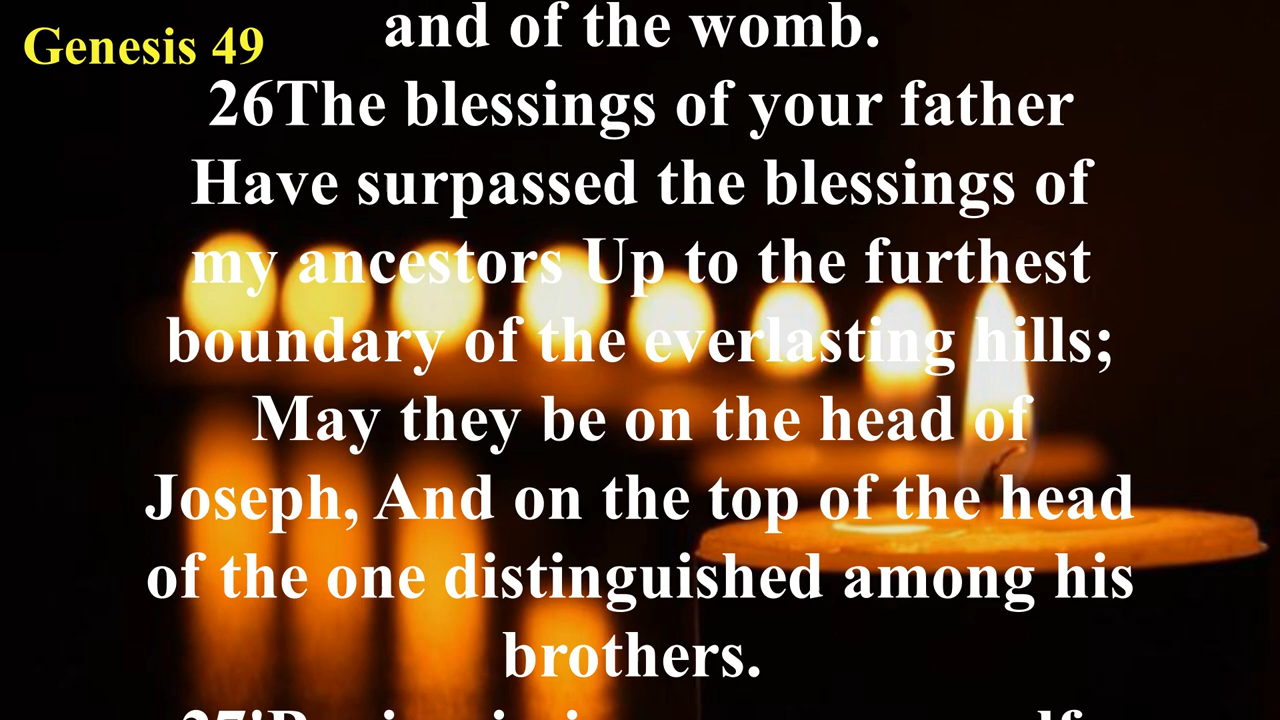 Genesis 49
and of the womb.
26The blessings of your father
Have surpassed the blessings of
my ancestors Up to the furthest
boundary of the everlasting hills;
May they be on the head of
Joseph, And on the top of the head
of the one distinguished among his
brothers.